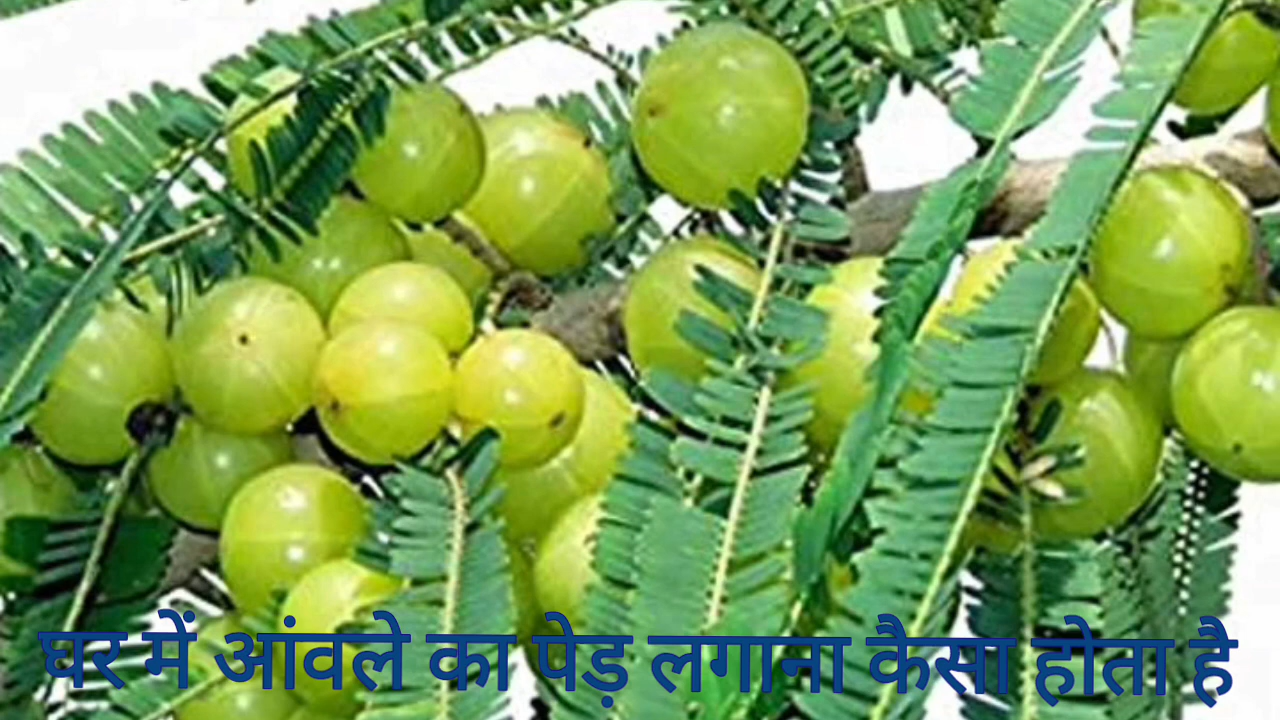 घर में आंवले का पेड़ लगाना कैसा होता है